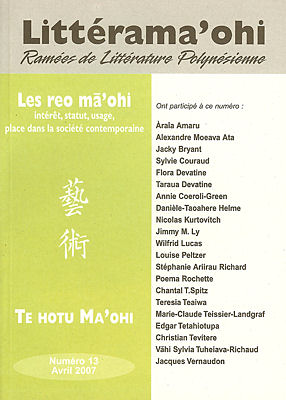 Littérama'ohi
Ramées de Littérature Polynésienne
Les reo mā'ohi
intérêt, statut, usage,
place dans la société contemporaine
藝
術
TE HOTU MA'OHI
Numéro 13
Avril 2007
Ont participé à ce numéro :
Àraìa Amaru
Alexandre Moeava Ata
Jacky Bryant
Sylvie Couraud
Flora Devatine
Taraua Devatine
Annie Coeroli-Green
Danièle-Taoahere Helme
Nicolas Kurtovitch
Jimmy M. Ly
Wilfrid Lucas
Louise Peltzer
Stéphanie Ariirau Richard
Poema Rochette
Chantal T.Spitz
Teresia Teaiwa
Marie-Claude Teissier-Landgraf
Edgar Tetahiotupa
Christian Tevitere
Vāhi Sylvia Tuheiava-Richaud
Jacques Vernaudon